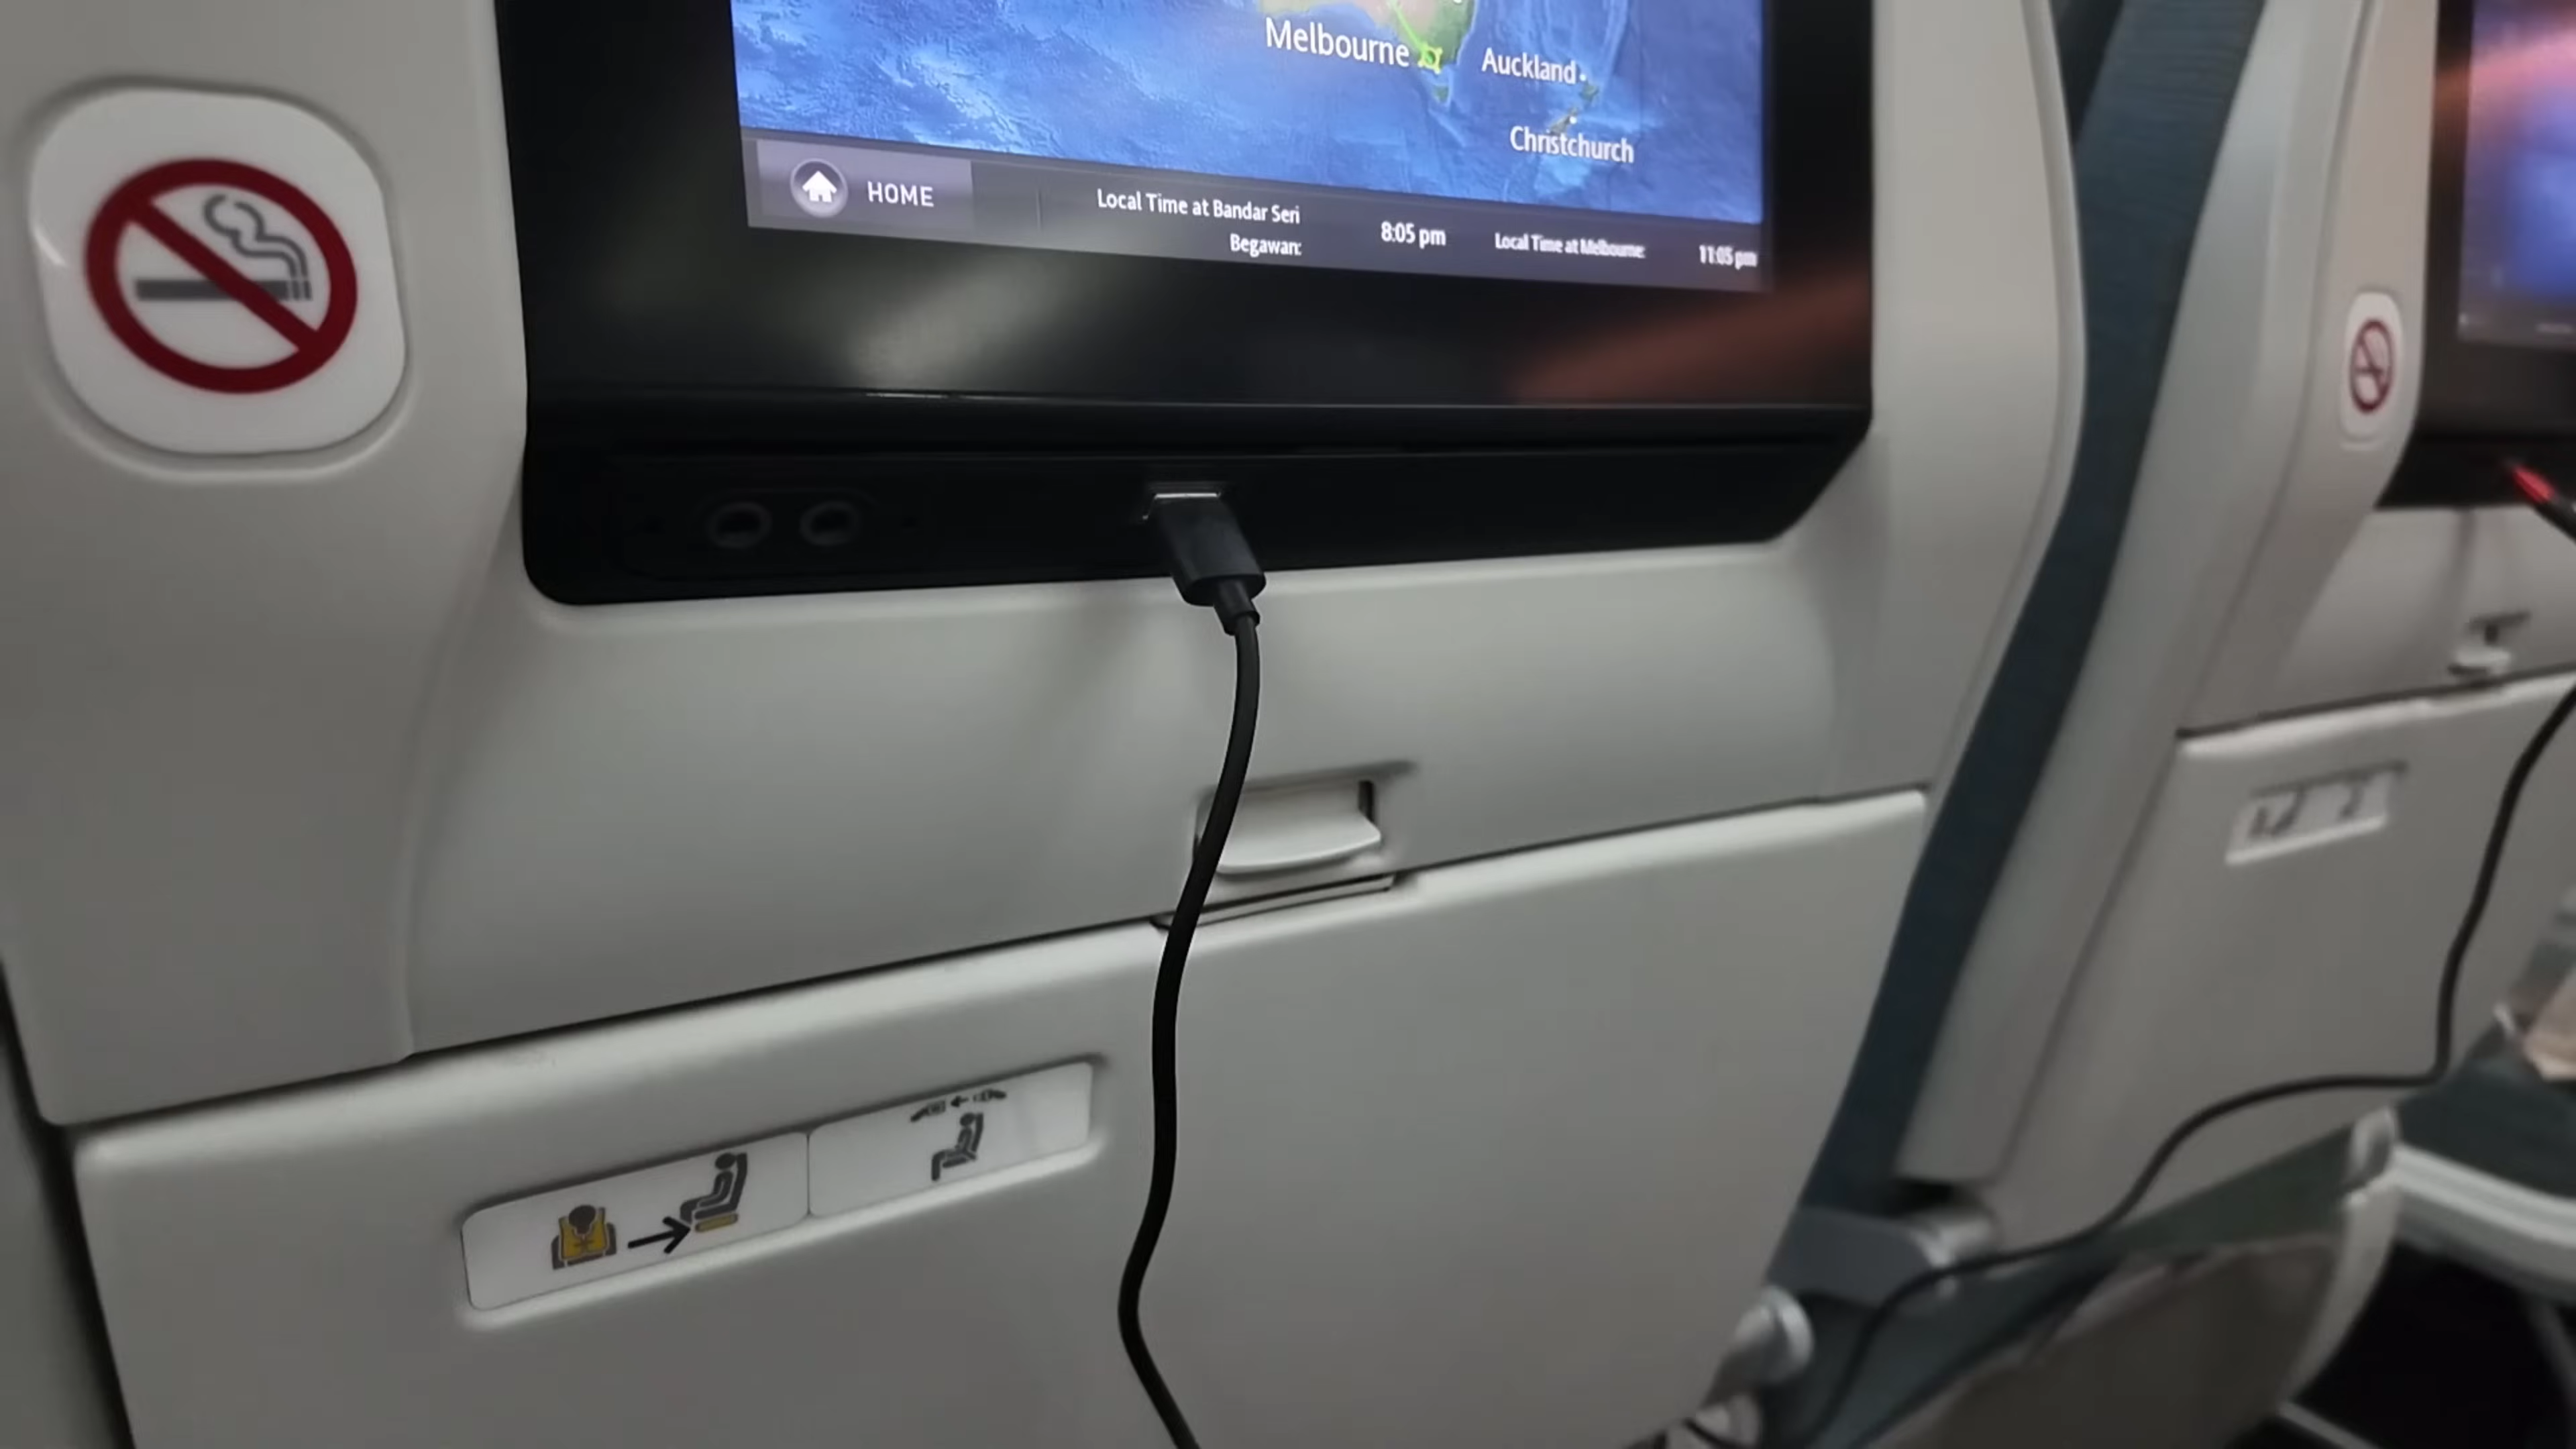 Melbourne
Auckland
Christchurch
HOME
Local Time at Bandar Seri
Begawan:
8:05 pm
Local Time at Melbourne:
11:05 pm